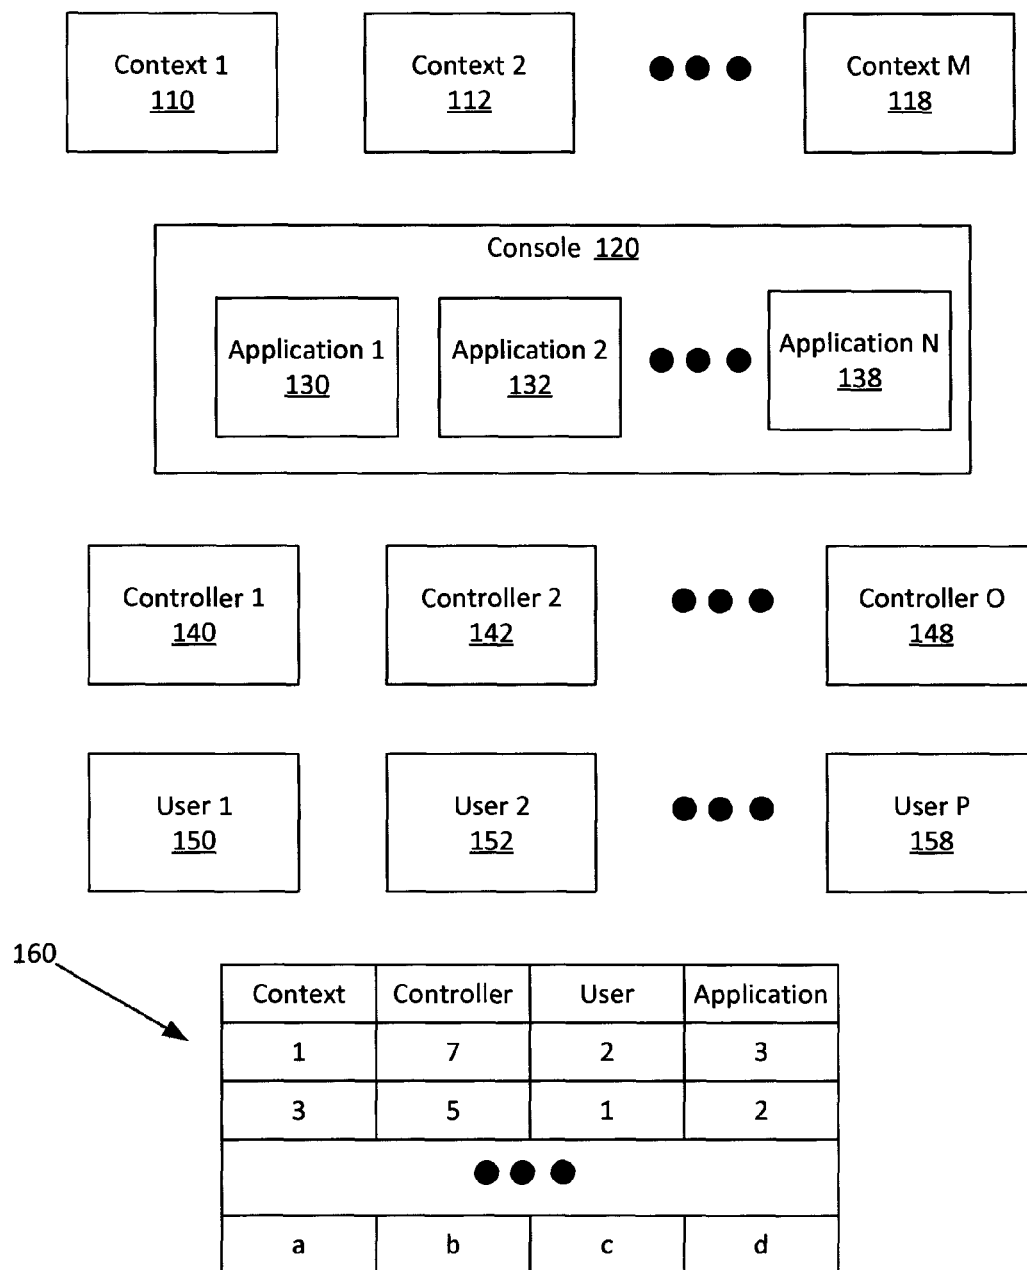 Context 1
110
Context 2
112
Context M
118
Console 120
Application 1
130
Application 2
132
Application N
138
Controller 1
140
Controller 2
142
Controller O
148
User 1
150
User 2
152
User P
158
160
Context Controller User Application
1 7 2 3
3 5 1 2
a b c d